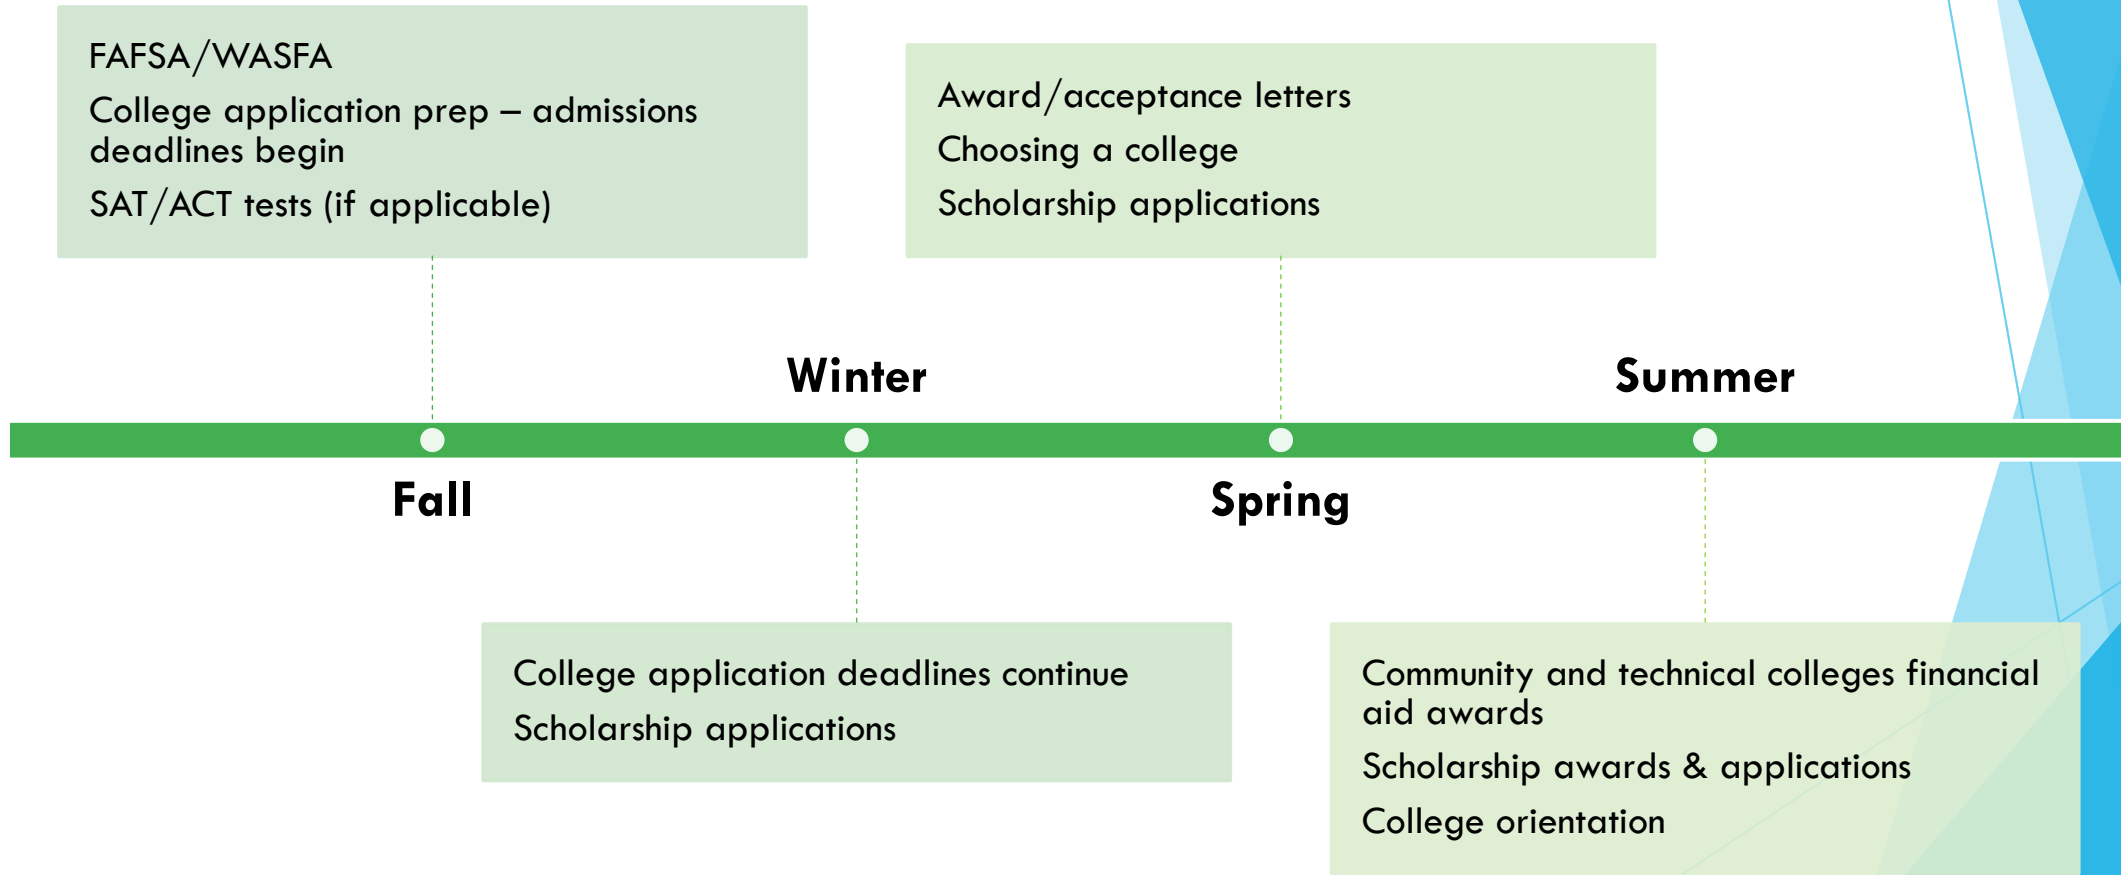 FAFSA/WASFA
College application prep – admissions
deadlines begin
SAT/ACT tests (if applicable)
Award/acceptance letters
Choosing a college
Scholarship applications
Winter
Summer
Fall
Spring
College application deadlines continue
Scholarship applications
Community and technical colleges financial
aid awards
Scholarship awards & applications
College orientation